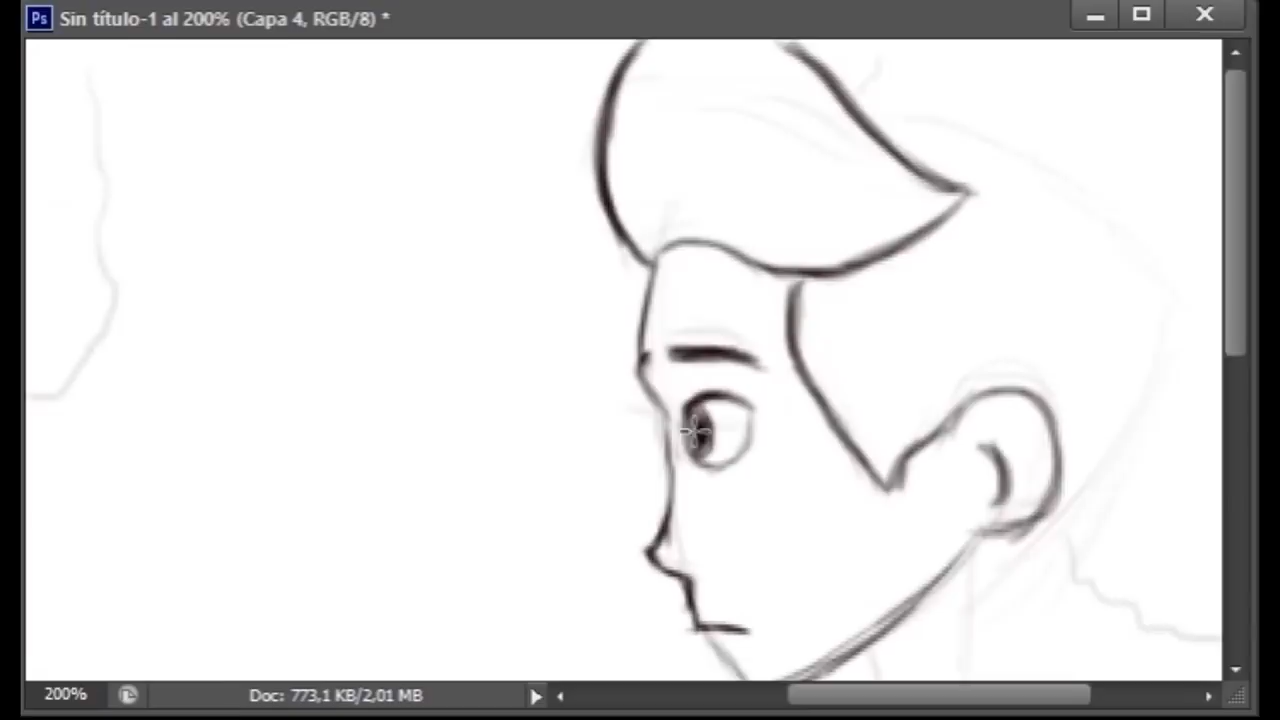 Ps Sin título-1 al 200% (Capa 4, RGB/8) *
200% Doc: 773,1 KB/2,01 MB